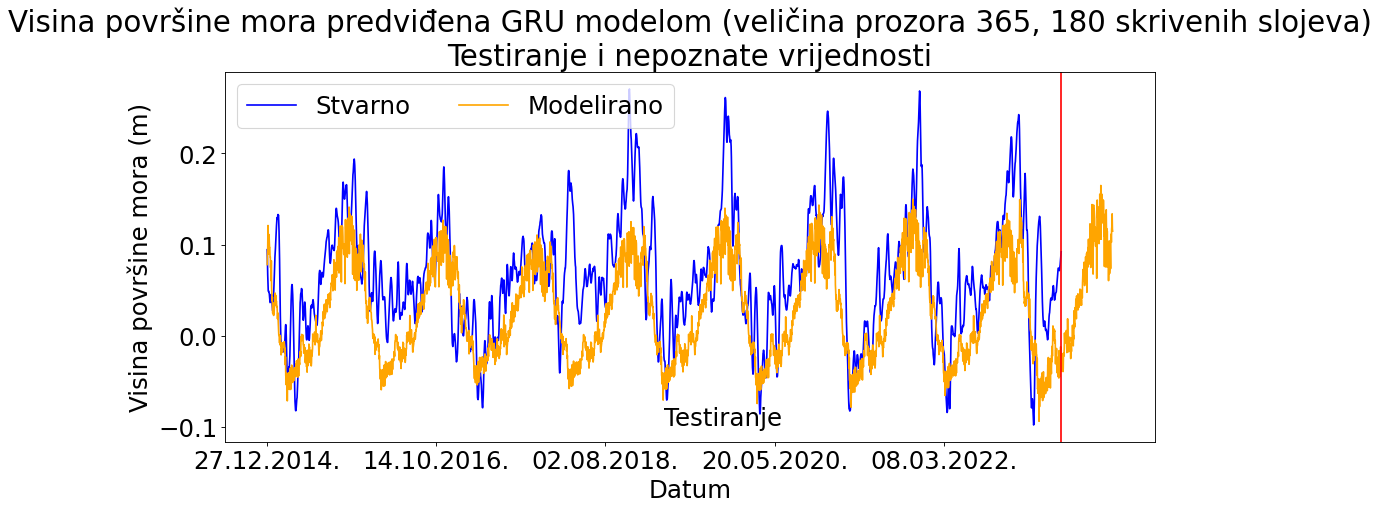 Visina površine mora predviđena GRU modelom (veličina prozora 365, 180 skrivenih slojeva)
Testiranje i nepoznate vrijednosti
Stvarno
Modelirano
Visina površine mora (m)
0.2
0.1
0.0
−0.1
Testiranje
27.12.2014.
14.10.2016.
02.08.2018.
20.05.2020.
08.03.2022.
Datum